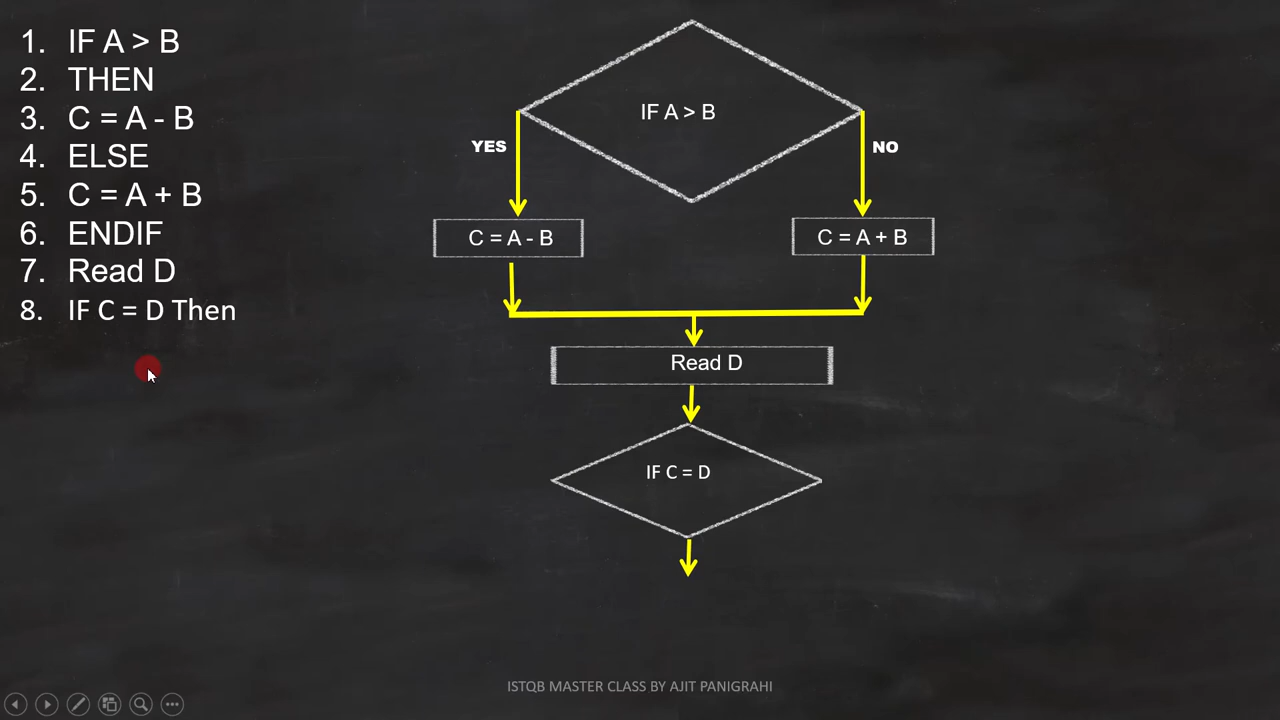 1. IF A > B
2. THEN
3. C = A - B
4. ELSE
5. C = A + B
6. ENDIF
7. Read D
8. IF C = D Then
IF A > B
YES
NO
C = A - B
C = A + B
Read D
IF C = D
ISTQB MASTER CLASS BY AJIT PANIGRAHI